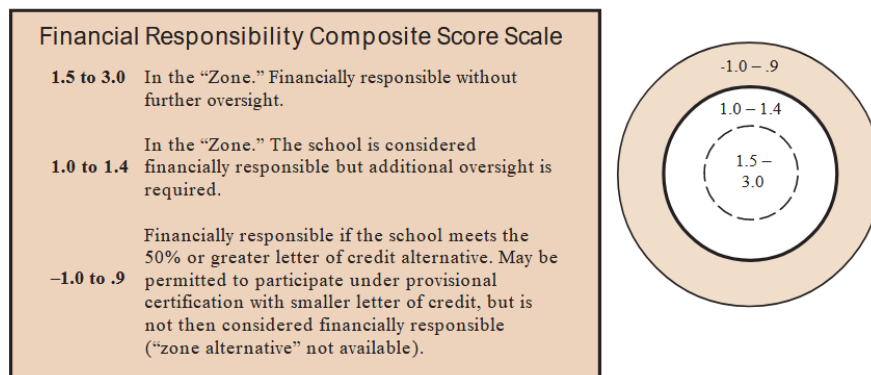 Financial Responsibility Composite Score Scale
1.5 to 3.0 In the “Zone.” Financially responsible without
further oversight.
In the “Zone.” The school is considered
1.0 to 1.4 financially responsible but additional oversight is
required.
Financially responsible if the school meets the
50% or greater letter of credit alternative. May be
permitted to participate under provisional
–1.0 to .9 certification with smaller letter of credit, but is
not then considered financially responsible
(“zone alternative” not available).
-1.0 – .9
1.0 – 1.4
1.5 –
3.0